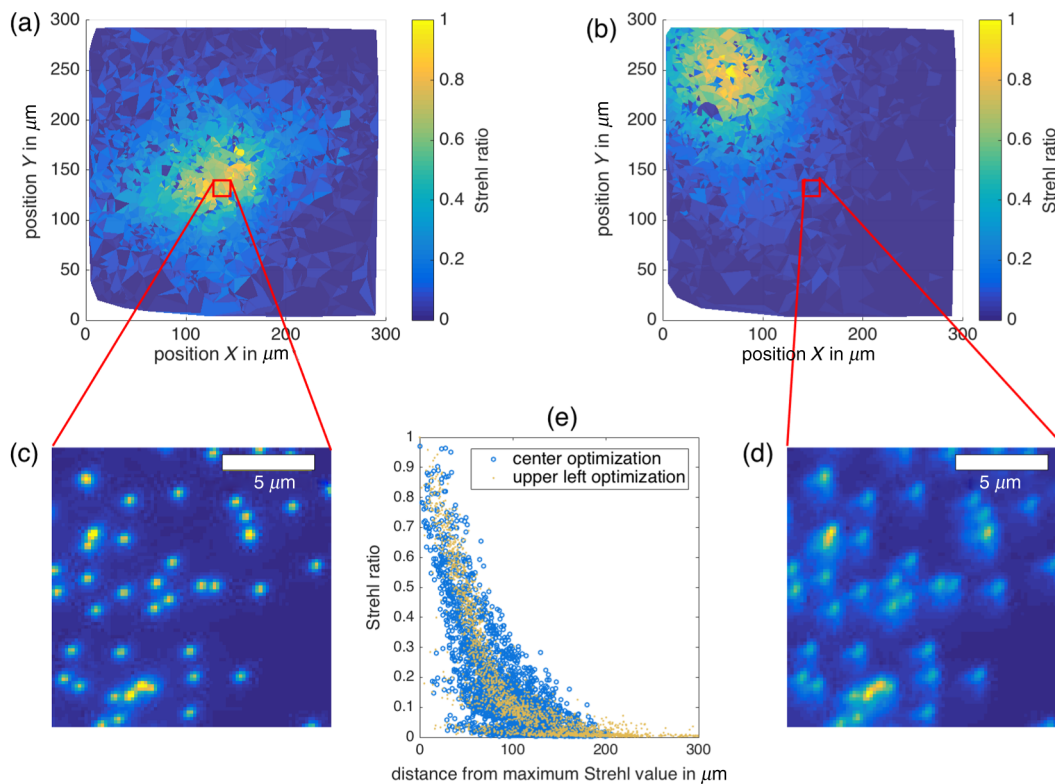 (a)
300
250
200
150
100
50
0
position Y in μm
0
100
200
300
position X in μm
1
0.8
0.6
0.4
0.2
0
Strehl ratio
(b)
300
250
200
150
100
50
0
position Y in μm
0
100
200
300
position X in μm
1
0.8
0.6
0.4
0.2
0
Strehl ratio
(c)
5 μm
(e)
1
0.9
0.8
0.7
0.6
0.5
0.4
0.3
0.2
0.1
0
Strehl ratio
center optimization
upper left optimization
0
100
200
300
distance from maximum Strehl value in μm
(d)
5 μm